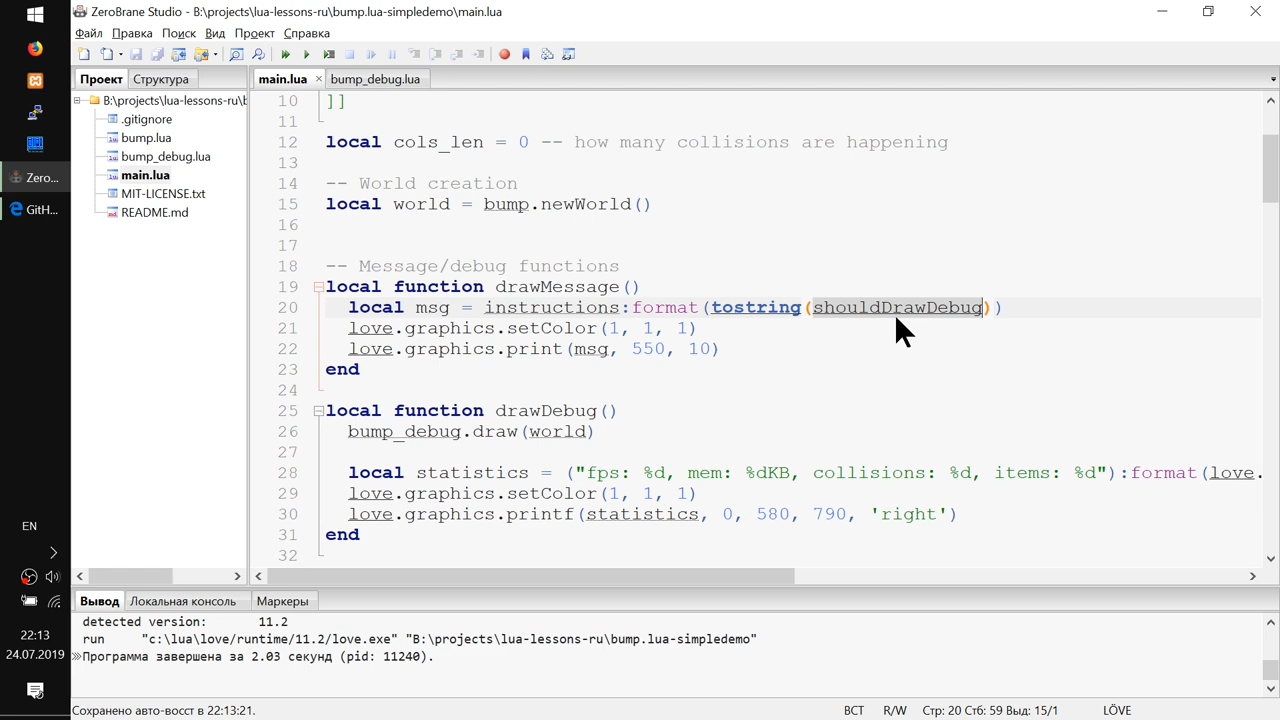 ZeroBrane Studio - B:\projects\lua-lessons-ru\bump.lua-simpledemo\main.lua
Файл Правка Поиск Вид Проект Справка
Проект Структура
main.lua bump_debug.lua
B:\projects\lua-lessons-ru\b
.gitignore
bump.lua
bump_debug.lua
main.lua
MIT-LICENSE.txt
README.md
10 ]]
11
12 local cols_len = 0 -- how many collisions are happening
13
14 -- World creation
15 local world = bump.newWorld()
16
17
18 -- Message/debug functions
19 local function drawMessage()
20 local msg = instructions:format(tostring(shouldDrawDebug))
21 love.graphics.setColor(1, 1, 1)
22 love.graphics.print(msg, 550, 10)
23 end
24
25 local function drawDebug()
26 bump_debug.draw(world)
27
28 local statistics = ("fps: %d, mem: %dKB, collisions: %d, items: %d"):format(love.
29 love.graphics.setColor(1, 1, 1)
30 love.graphics.printf(statistics, 0, 580, 790, 'right')
31 end
32
Вывод Локальная консоль Маркеры
detected version: 11.2
run "c:\lua\love/runtime/11.2/love.exe" "B:\projects\lua-lessons-ru\bump.lua-simpledemo"
Программа завершена за 2.03 секунд (pid: 11240).
Сохранено авто-восст в 22:13:21.
ВСТ R/W Стр: 20 Стб: 59 Выд: 15/1 LÖVE
Zero...
GitH...
EN
22:13
24.07.2019